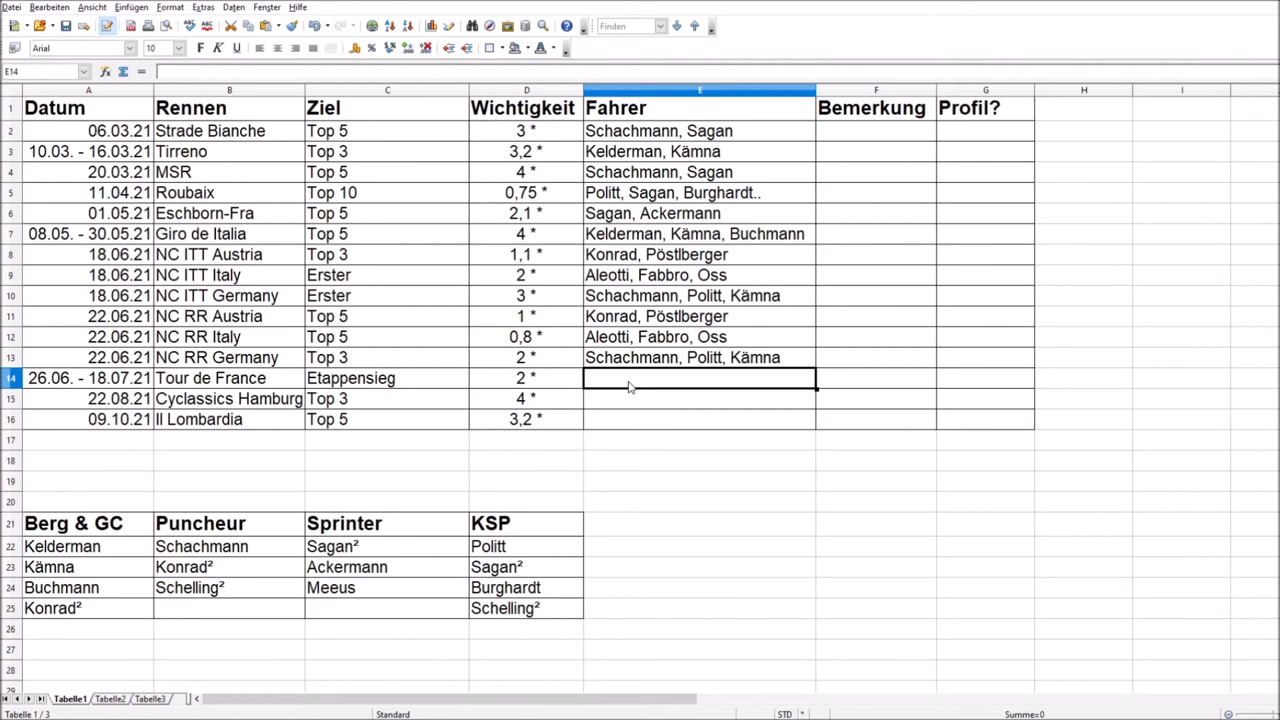 Datei Bearbeiten Ansicht Einfügen Format Extras Daten Fenster Hilfe
Finden
Arial 10
E14
A B C D E F G H I
1 Datum Rennen Ziel Wichtigkeit Fahrer Bemerkung Profil?
2 06.03.21 Strade Bianche Top 5 3 * Schachmann, Sagan
3 10.03. - 16.03.21 Tirreno Top 3 3,2 * Kelderman, Kämna
4 20.03.21 MSR Top 5 4 * Schachmann, Sagan
5 11.04.21 Roubaix Top 10 0,75 * Politt, Sagan, Burghardt..
6 01.05.21 Eschborn-Fra Top 5 2,1 * Sagan, Ackermann
7 08.05. - 30.05.21 Giro de Italia Top 5 4 * Kelderman, Kämna, Buchmann
8 18.06.21 NC ITT Austria Top 3 1,1 * Konrad, Pöstlberger
9 18.06.21 NC ITT Italy Erster 2 * Aleotti, Fabbro, Oss
10 18.06.21 NC ITT Germany Erster 3 * Schachmann, Politt, Kämna
11 22.06.21 NC RR Austria Top 5 1 * Konrad, Pöstlberger
12 22.06.21 NC RR Italy Top 5 0,8 * Aleotti, Fabbro, Oss
13 22.06.21 NC RR Germany Top 3 2 * Schachmann, Politt, Kämna
14 26.06. - 18.07.21 Tour de France Etappensieg 2 *
15 22.08.21 Cyclassics Hamburg Top 3 4 *
16 09.10.21 Il Lombardia Top 5 3,2 *
17
18
19
20
21 Berg & GC Puncheur Sprinter KSP
22 Kelderman Schachmann Sagan² Politt
23 Kämna Konrad² Ackermann Sagan²
24 Buchmann Schelling² Meeus Burghardt
25 Konrad² Schelling²
26
27
28
29
Tabelle1 Tabelle2 Tabelle3
Tabelle 1 / 3 Standard STD * Summe=0